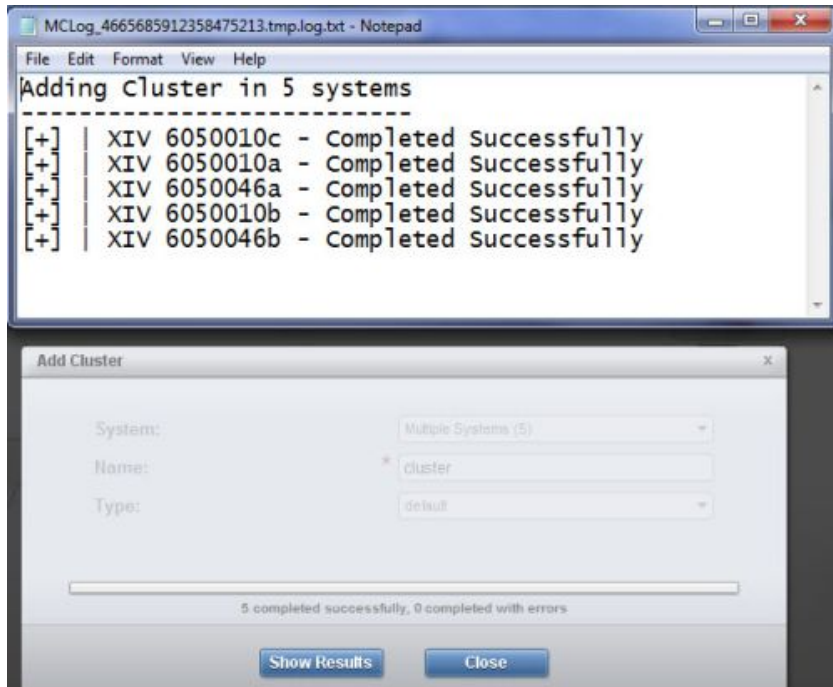 MCLog_4665685912358475213.tmp.log.txt - Notepad
File Edit Format View Help
Adding Cluster in 5 systems
---------------------------
[+] | XIV 6050010c - Completed Successfully
[+] | XIV 6050010a - Completed Successfully
[+] | XIV 6050046a - Completed Successfully
[+] | XIV 6050010b - Completed Successfully
[+] | XIV 6050046b - Completed Successfully
Add Cluster x
System: Multiple Systems (5)
Name: * cluster
Type: default
5 completed successfully, 0 completed with errors
Show Results Close